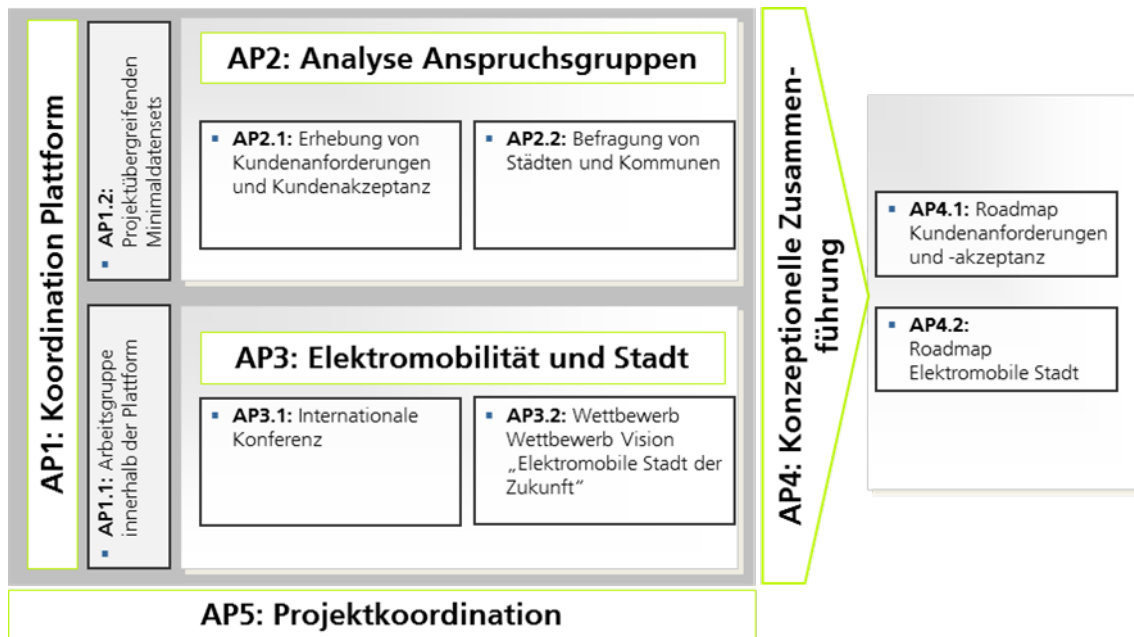 AP1: Koordination Plattform
AP1.2:
Projektübergreifenden
Minimaldatensets
AP1.1: Arbeitsgruppe
innerhalb der Plattform
AP2: Analyse Anspruchsgruppen
AP2.1: Erhebung von
Kundenanforderungen
und Kundenakzeptanz
AP2.2: Befragung von
Städten und Kommunen
AP3: Elektromobilität und Stadt
AP3.1: Internationale
Konferenz
AP3.2: Wettbewerb
Wettbewerb Vision
„Elektromobile Stadt der
Zukunft“
AP4: Konzeptionelle Zusammen-
führung
AP4.1: Roadmap
Kundenanforderungen
und -akzeptanz
AP4.2:
Roadmap
Elektromobile Stadt
AP5: Projektkoordination